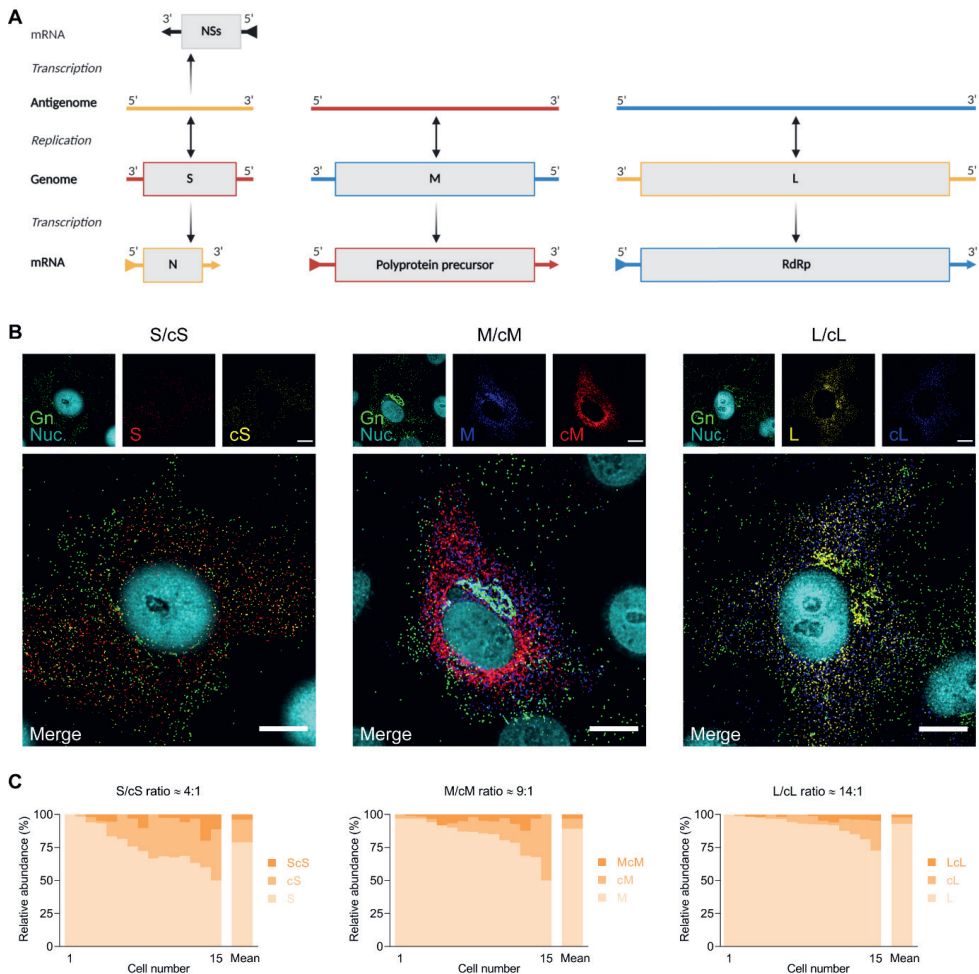 A
mRNA
3' NSs 5'
Transcription
Antigenome
5' 3' 5' 3' 5' 3'
Replication
Genome
3' S 5' 3' M 5' 3' L 5'
Transcription
mRNA
5' N 3' 5' Polyprotein precursor 3' 5' RdRp 3'
B
S/cS M/cM L/cL
Gn
Nuc.
S
cS
Gn
Nuc.
M
cM
Gn
Nuc.
L
cL
Merge
Merge
Merge
C
S/cS ratio ≈ 4:1
Relative abundance (%)
100
75
50
25
0
1 15 Mean
Cell number
ScS
cS
S
M/cM ratio ≈ 9:1
Relative abundance (%)
100
75
50
25
0
1 15 Mean
Cell number
McM
cM
M
L/cL ratio ≈ 14:1
Relative abundance (%)
100
75
50
25
0
1 15 Mean
Cell number
LcL
cL
L